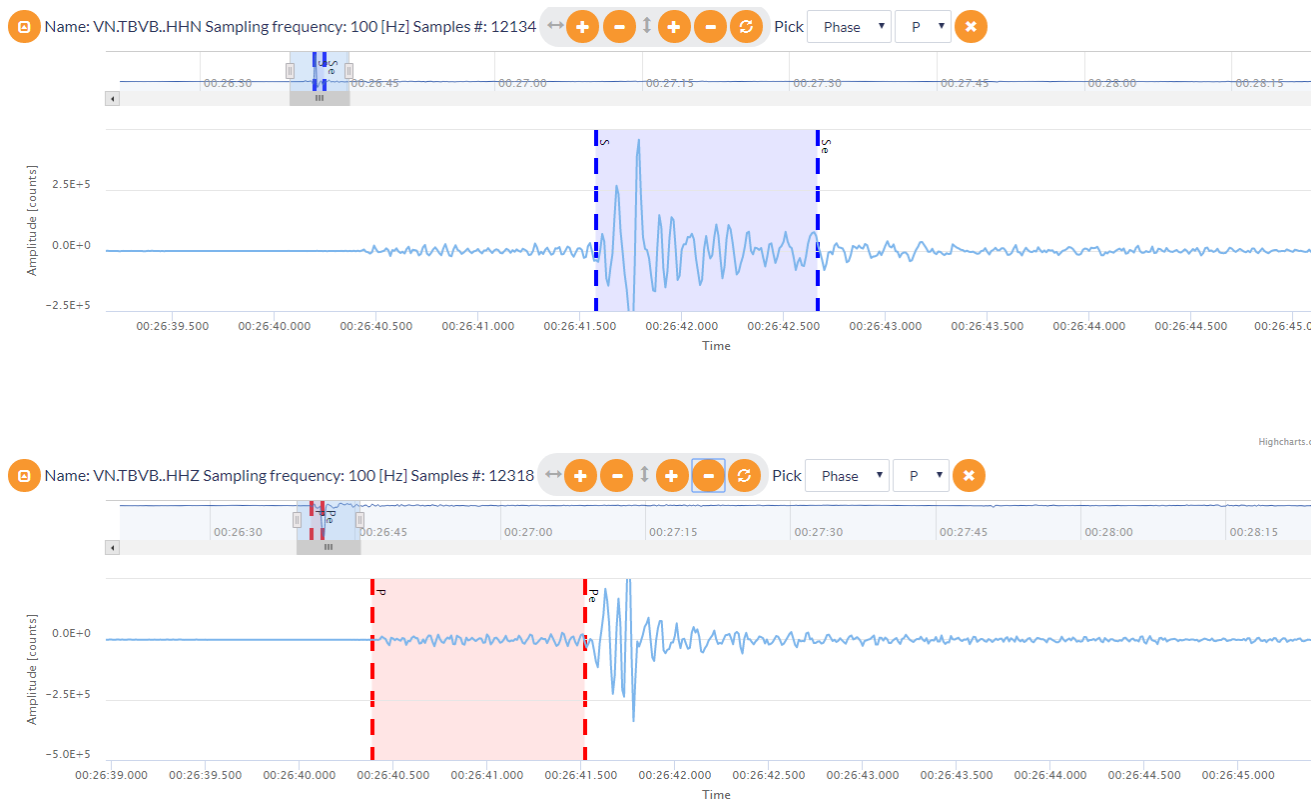 Name: VN.TBVB..HHN Sampling frequency: 100 [Hz] Samples #: 12134 Pick Phase P
S Se
00:26:30 00:26:45 00:27:00 00:27:15 00:27:30 00:27:45 00:28:00 00:28:15
S Se
Amplitude [counts]
2.5E+5
0.0E+0
−2.5E+5
00:26:39.500 00:26:40.000 00:26:40.500 00:26:41.000 00:26:41.500 00:26:42.000 00:26:42.500 00:26:43.000 00:26:43.500 00:26:44.000 00:26:44.500 00:26:45.0
Time
Highcharts.c
Name: VN.TBVB..HHZ Sampling frequency: 100 [Hz] Samples #: 12318 Pick Phase P
P Pe
00:26:30 00:26:45 00:27:00 00:27:15 00:27:30 00:27:45 00:28:00 00:28:15
P Pe
Amplitude [counts]
0.0E+0
−2.5E+5
−5.0E+5
00:26:39.000 00:26:39.500 00:26:40.000 00:26:40.500 00:26:41.000 00:26:41.500 00:26:42.000 00:26:42.500 00:26:43.000 00:26:43.500 00:26:44.000 00:26:44.500 00:26:45.000
Time